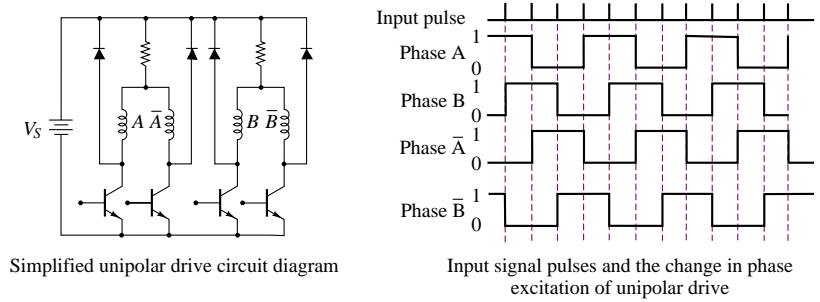 V_S
A A̅
B B̅
Simplified unipolar drive circuit diagram
Input pulse
Phase A
1
0
Phase B
1
0
Phase A̅
1
0
Phase B̅
1
0
Input signal pulses and the change in phase
excitation of unipolar drive